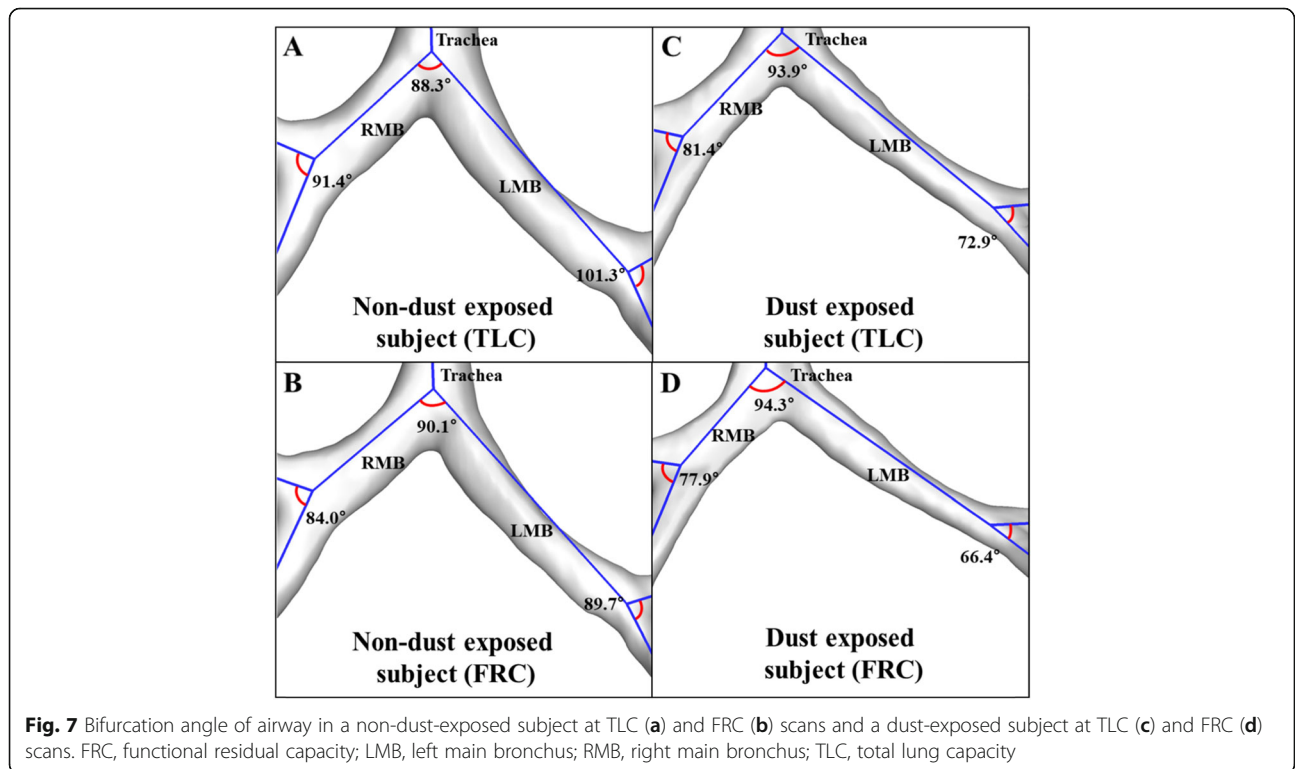 A
Trachea
88.3°
RMB
91.4°
LMB
101.3°
Non-dust exposed
subject (TLC)
C
Trachea
93.9°
RMB
81.4°
LMB
72.9°
Dust exposed
subject (TLC)
B
Trachea
90.1°
RMB
84.0°
LMB
89.7°
Non-dust exposed
subject (FRC)
D
Trachea
94.3°
RMB
77.9°
LMB
66.4°
Dust exposed
subject (FRC)
Fig. 7 Bifurcation angle of airway in a non-dust-exposed subject at TLC (a) and FRC (b) scans and a dust-exposed subject at TLC (c) and FRC (d)
scans. FRC, functional residual capacity; LMB, left main bronchus; RMB, right main bronchus; TLC, total lung capacity